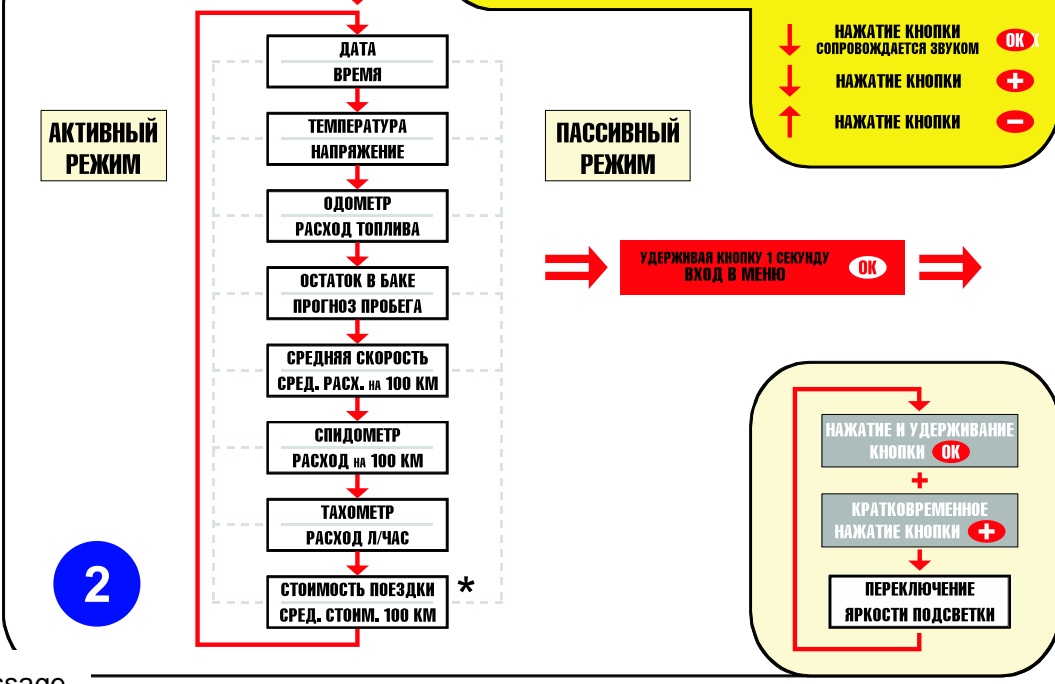 НАЖАТИЕ КНОПКИ
СОПРОВОЖДАЕТСЯ ЗВУКОМ
OK
НАЖАТИЕ КНОПКИ +
НАЖАТИЕ КНОПКИ −
АКТИВНЫЙ
РЕЖИМ
ДАТА
ВРЕМЯ
ТЕМПЕРАТУРА
НАПРЯЖЕНИЕ
ОДОМЕТР
РАСХОД ТОПЛИВА
ОСТАТОК В БАКЕ
ПРОГНОЗ ПРОБЕГА
СРЕДНЯЯ СКОРОСТЬ
СРЕД. РАСХ. НА 100 КМ
СПИДОМЕТР
РАСХОД НА 100 КМ
ТАХОМЕТР
РАСХОД Л/ЧАС
СТОИМОСТЬ ПОЕЗДКИ *
СРЕД. СТОИМ. 100 КМ
2
ПАССИВНЫЙ
РЕЖИМ
УДЕРЖИВАЯ КНОПКУ 1 СЕКУНДУ
ВХОД В МЕНЮ
OK
НАЖАТИЕ И УДЕРЖИВАНИЕ
КНОПКИ OK
+
КРАТКОВРЕМЕННОЕ
НАЖАТИЕ КНОПКИ +
ПЕРЕКЛЮЧЕНИЕ
ЯРКОСТИ ПОДСВЕТКИ